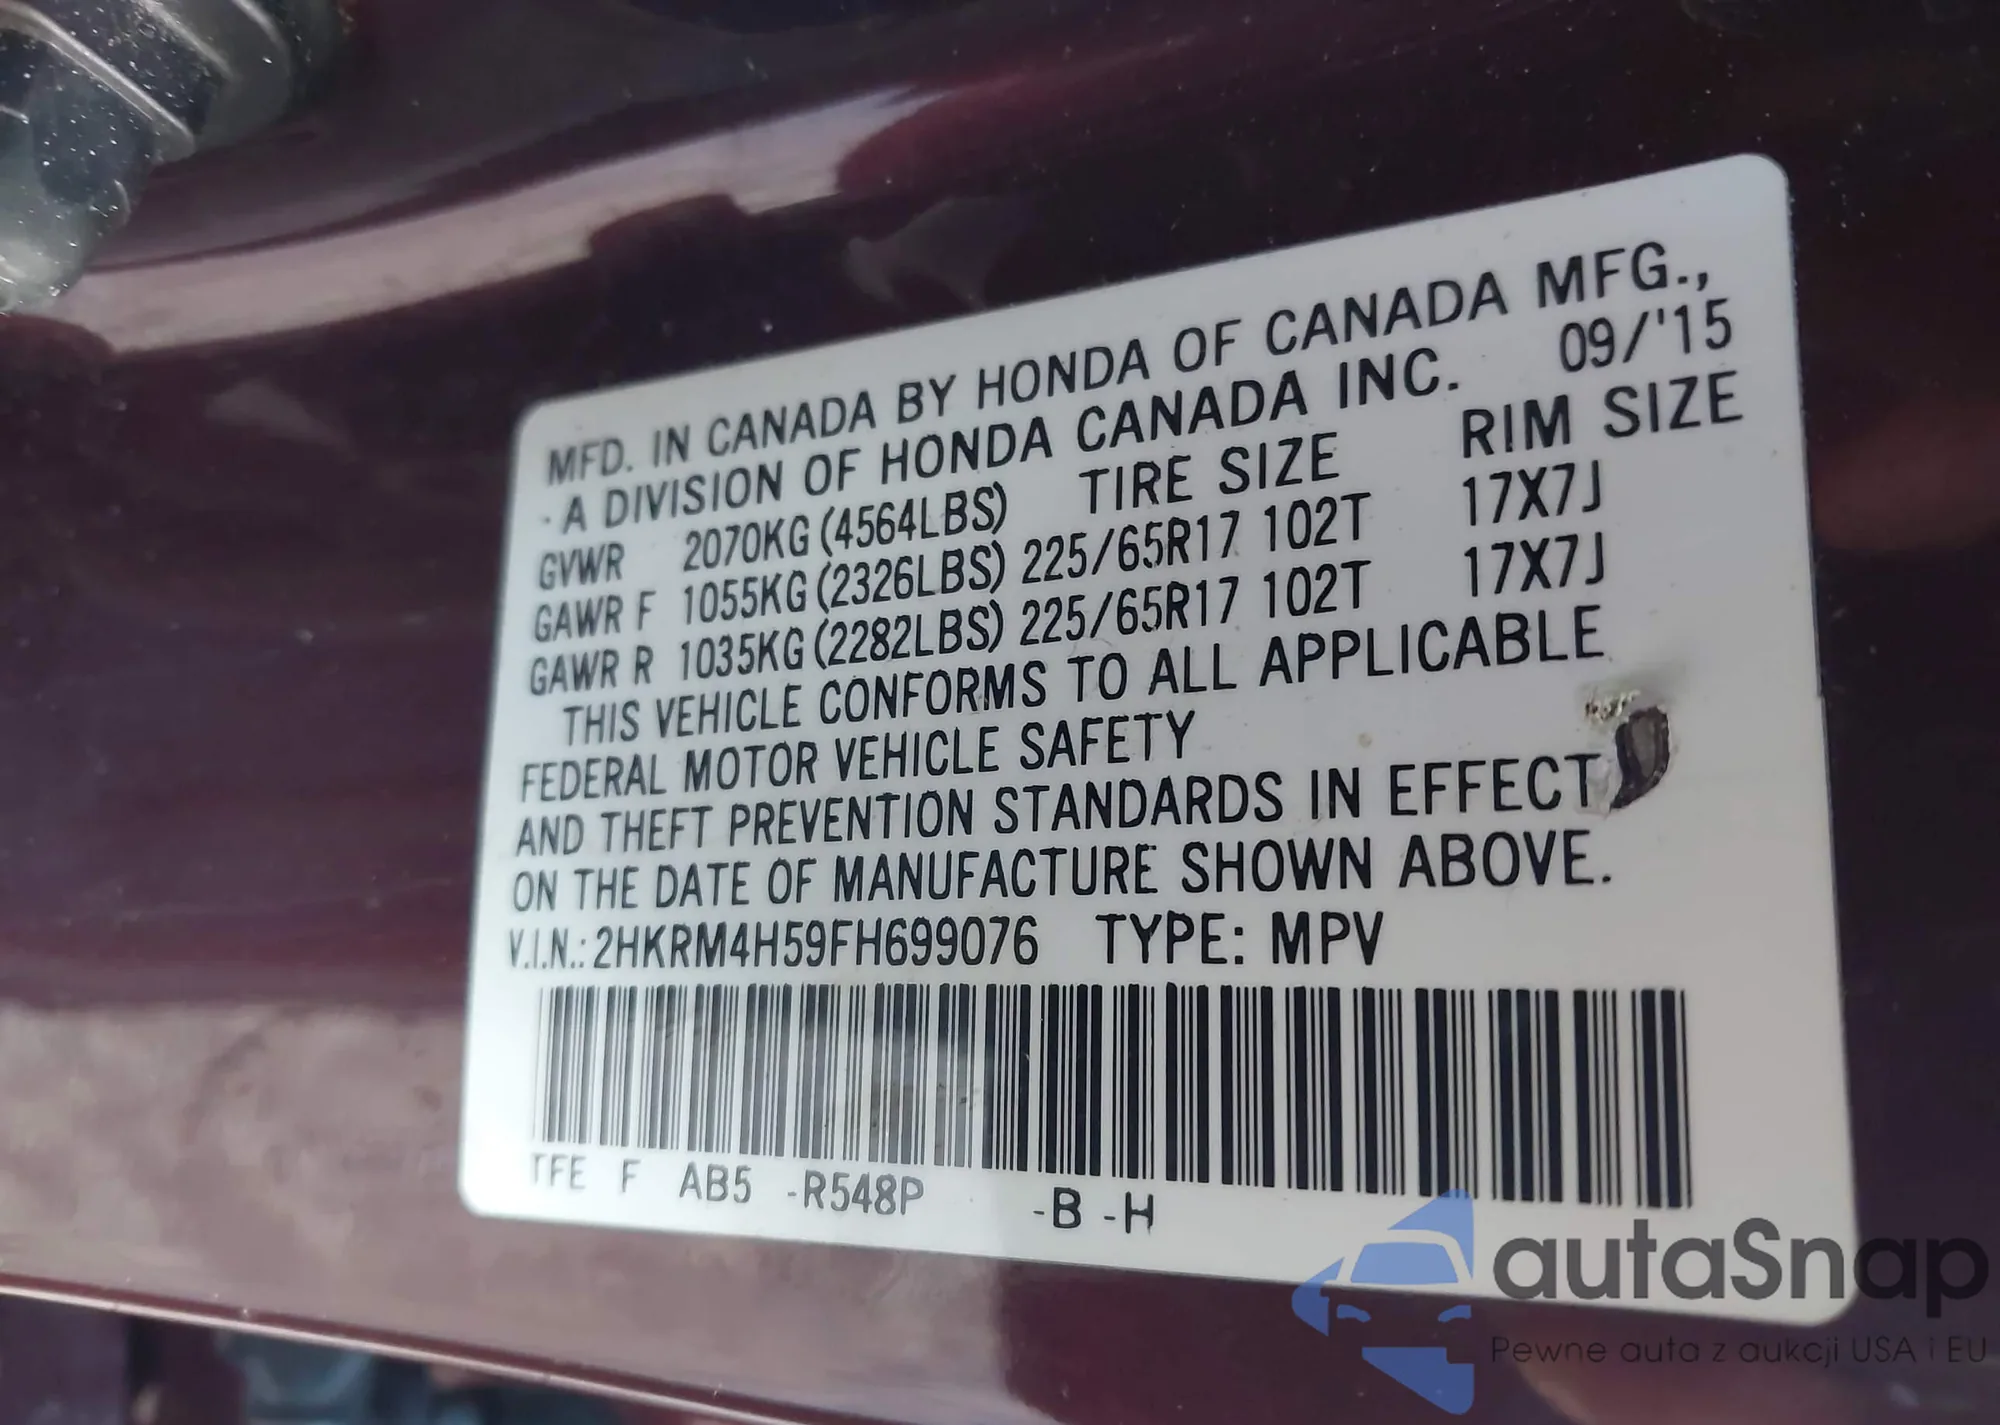 MFD. IN CANADA BY HONDA OF CANADA MFG.,
- A DIVISION OF HONDA CANADA INC. 09/'15
GVWR 2070KG (4564LBS) TIRE SIZE RIM SIZE
GAWR F 1055KG (2326LBS) 225/65R17 102T 17X7J
GAWR R 1035KG (2282LBS) 225/65R17 102T 17X7J
THIS VEHICLE CONFORMS TO ALL APPLICABLE
FEDERAL MOTOR VEHICLE SAFETY
AND THEFT PREVENTION STANDARDS IN EFFECT
ON THE DATE OF MANUFACTURE SHOWN ABOVE.
V.I.N.: 2HKRM4H59FH699076 TYPE: MPV
TFE F AB5 -R548P -B -H
autaSnap
Pewne auta z aukcji USA i EU